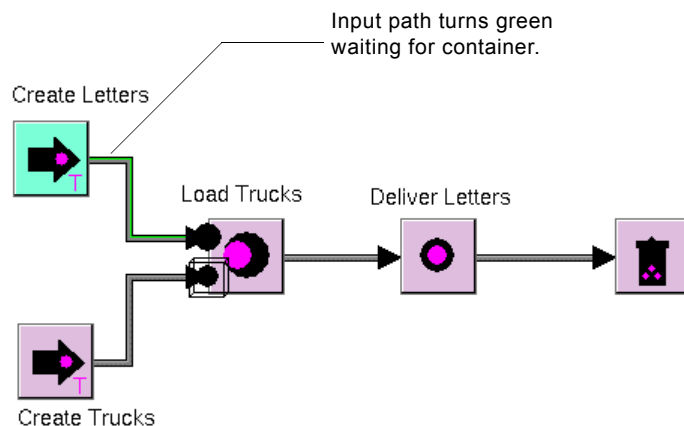 Input path turns green
waiting for container.
Create Letters
T
Load Trucks
Deliver Letters
T
Create Trucks